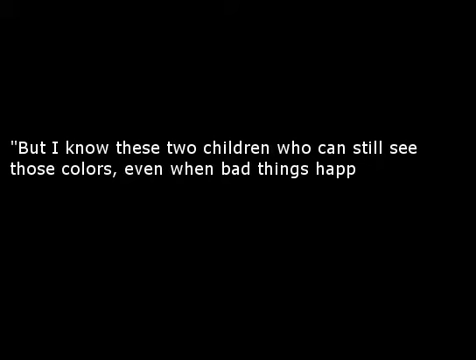 "But I know these two children who can still see
those colors, even when bad things happ